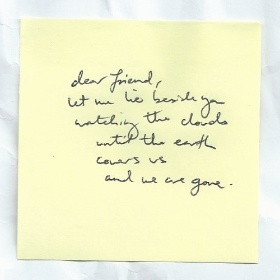 dear friend,
let me lie beside you
watching the clouds
until the earth
covers us
and we are gone.